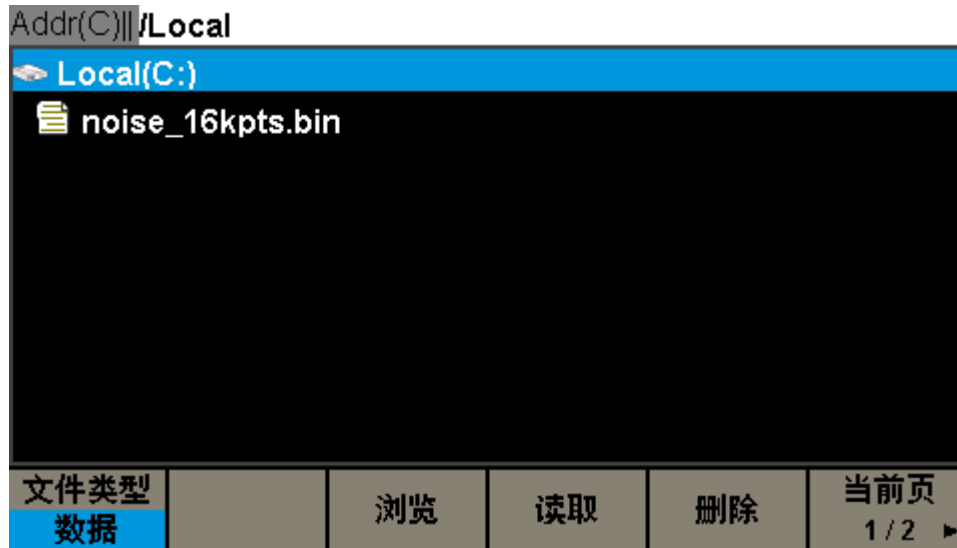 Addr(C)|| /Local
Local(C:)
noise_16kpts.bin
文件类型
数据
浏览
读取
删除
当前页
1 / 2